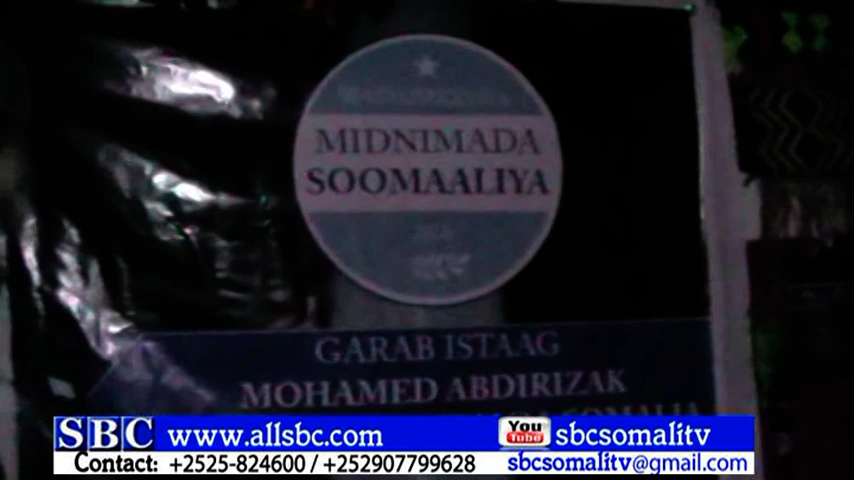 MIDNIMADA
SOOMAALIYA
GARAB ISTAAG
MOHAMED ABDIRIZAK
SOMALIA
SBC www.allsbc.com You Tube sbcsomalitv
Contact: +2525-824600 / +252907799628 sbcsomalitv@gmail.com